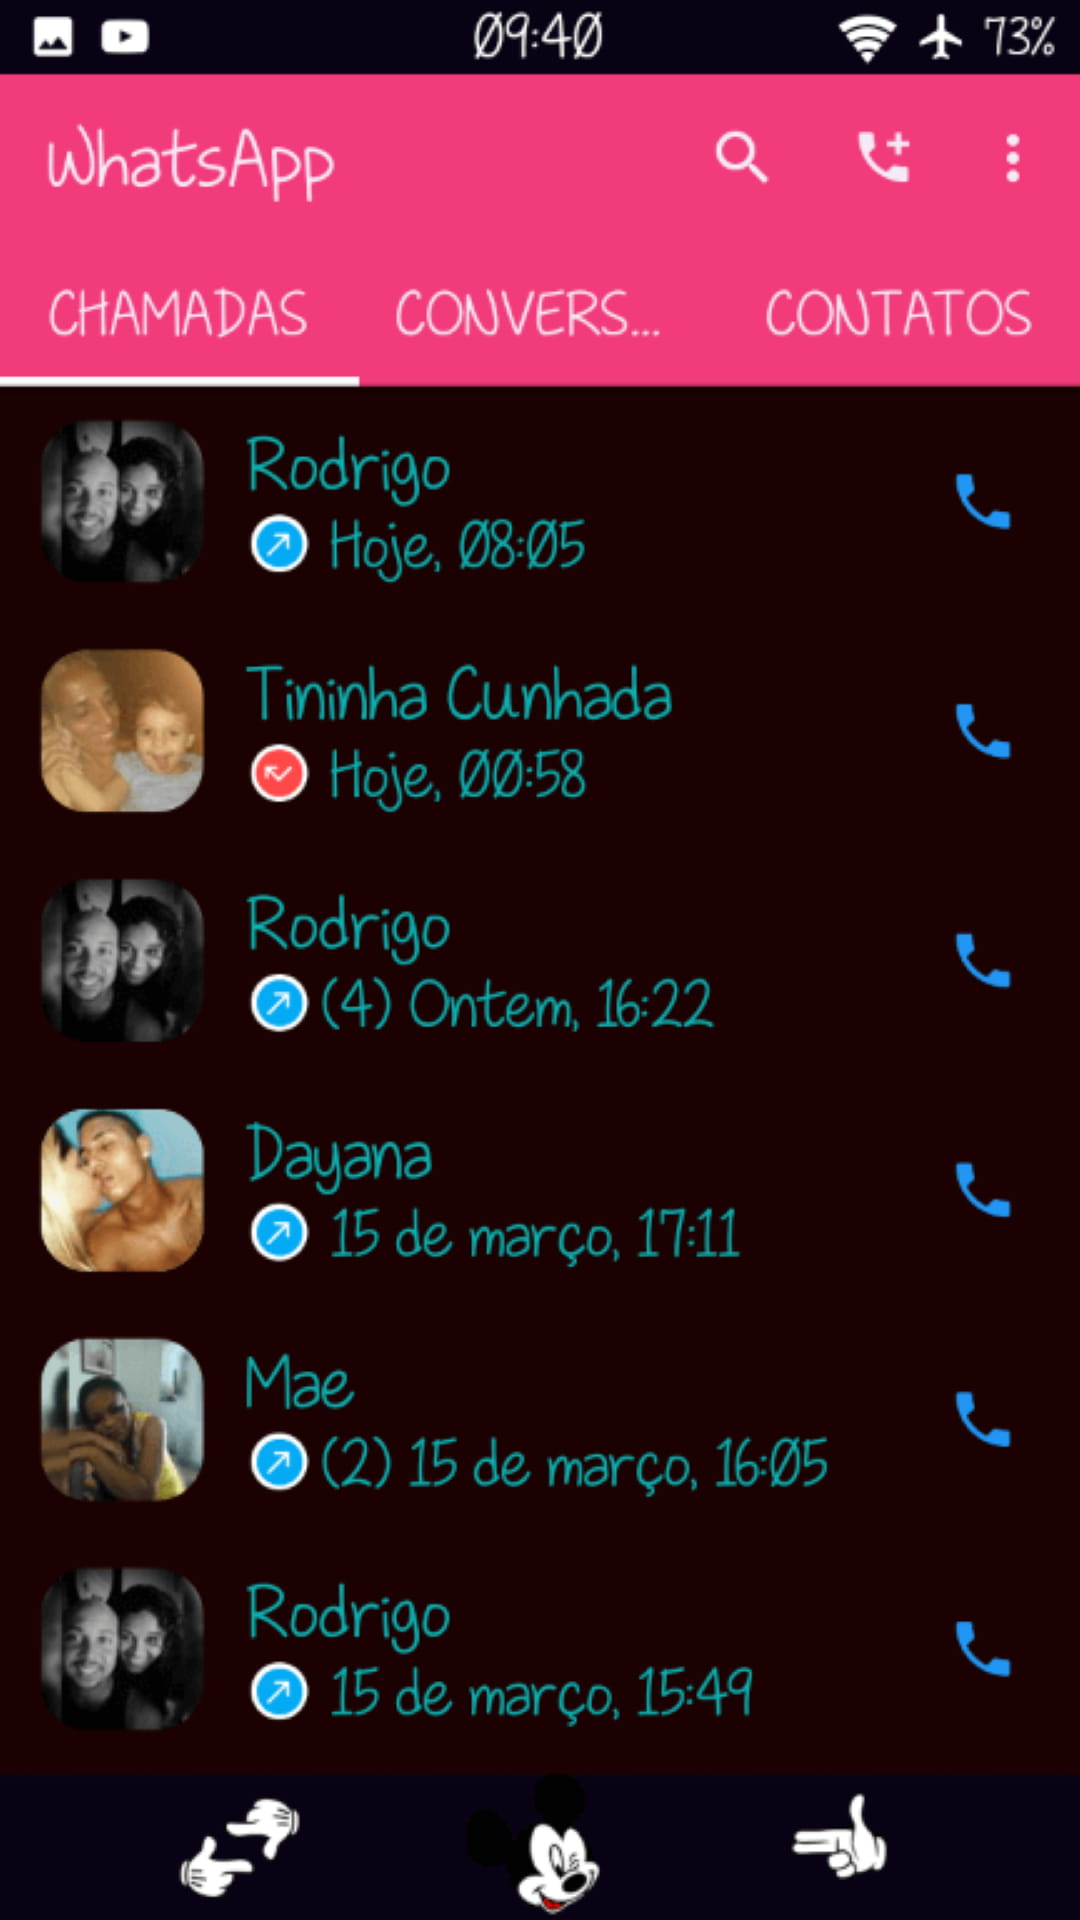 09:40
73%
WhatsApp
CHAMADAS CONVERS... CONTATOS
Rodrigo
Hoje, 08:05
Tininha Cunhada
Hoje, 00:58
Rodrigo
(4) Ontem, 16:22
Dayana
15 de março, 17:11
Mae
(2) 15 de março, 16:05
Rodrigo
15 de março, 15:49